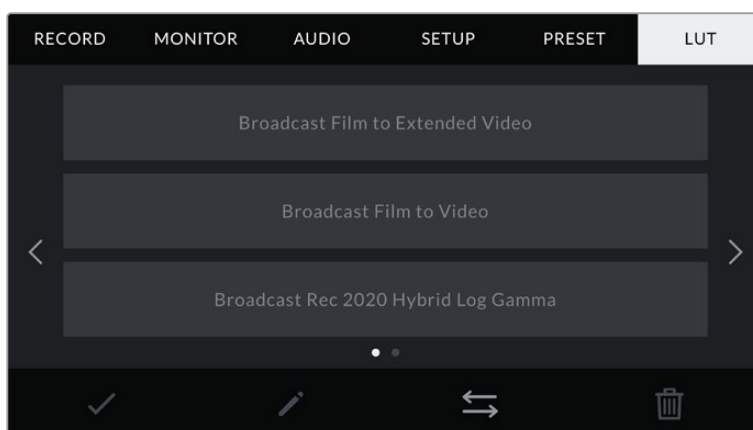 RECORD MONITOR AUDIO SETUP PRESET LUT
Broadcast Film to Extended Video
Broadcast Film to Video
Broadcast Rec 2020 Hybrid Log Gamma